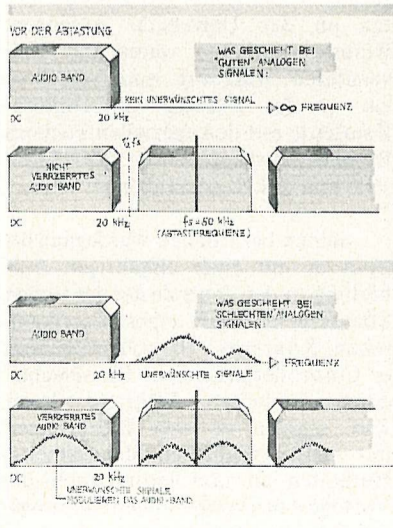 VOR DER ABTASTUNG
WAS GESCHIEHT BEI
"GUTEN" ANALOGEN
SIGNALEN:
AUDIO BAND
KEIN UNERWÜNSCHTES SIGNAL
∞ FREQUENZ
DC
20 kHz
½ fs
NICHT
VERZERRTES
AUDIO BAND
DC
20 kHz
fs = 50 kHz
(ABTASTFREQUENZ)
WAS GESCHIEHT BEI
"SCHLECHTEN" ANALOGEN
SIGNALEN:
AUDIO BAND
FREQUENZ
DC
20 kHz
UNERWÜNSCHTE SIGNALE
VERZERRTES
AUDIO BAND
DC
20 kHz
UNERWÜNSCHTE SIGNALE
MODULIEREN DAS AUDIO-BAND